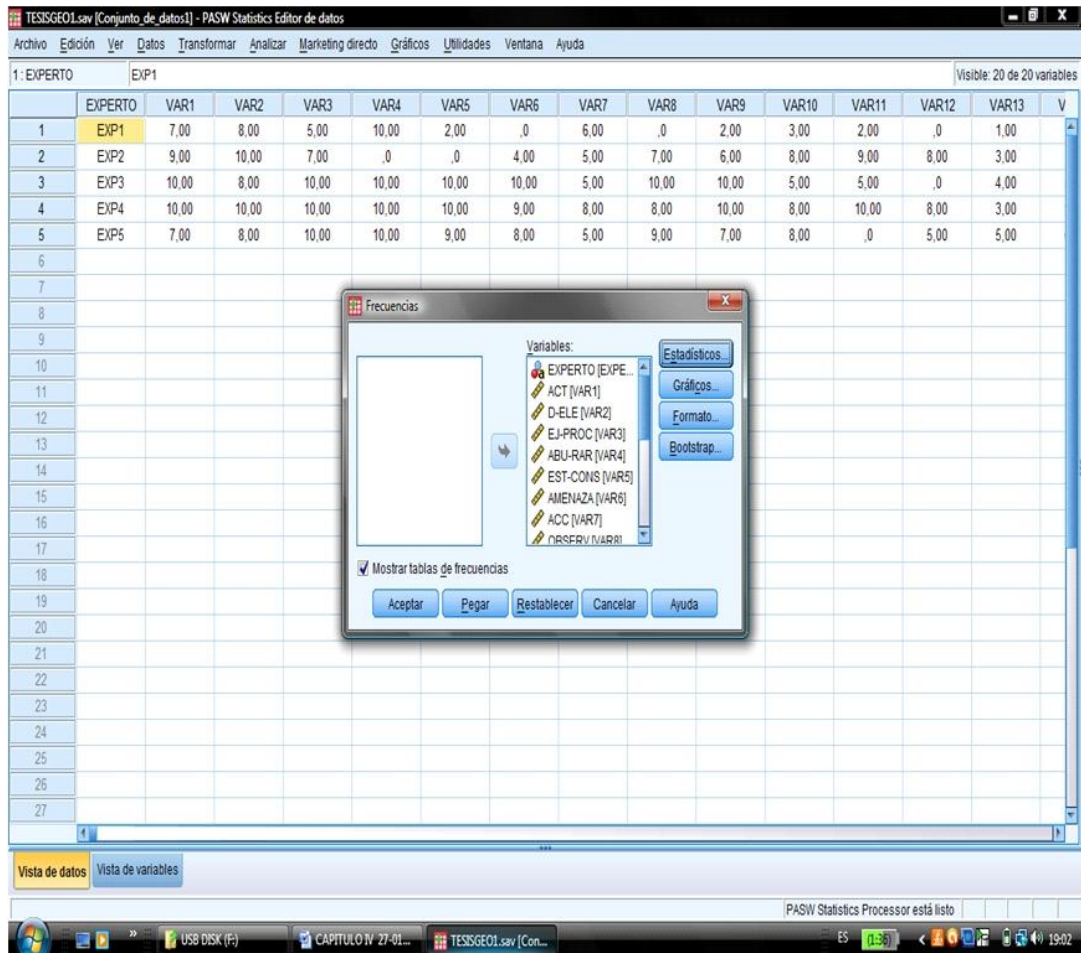 TESISGEO1.sav [Conjunto_de_datos1] - PASW Statistics Editor de datos
Archivo Edición Ver Datos Transformar Analizar Marketing directo Gráficos Utilidades Ventana Ayuda
1 : EXPERTO EXP1 Visible: 20 de 20 variables
EXPERTO VAR1 VAR2 VAR3 VAR4 VAR5 VAR6 VAR7 VAR8 VAR9 VAR10 VAR11 VAR12 VAR13 V
1 EXP1 7,00 8,00 5,00 10,00 2,00 ,0 6,00 ,0 2,00 3,00 2,00 ,0 1,00
2 EXP2 9,00 10,00 7,00 ,0 ,0 4,00 5,00 7,00 6,00 8,00 9,00 8,00 3,00
3 EXP3 10,00 8,00 10,00 10,00 10,00 10,00 5,00 10,00 10,00 5,00 5,00 ,0 4,00
4 EXP4 10,00 10,00 10,00 10,00 10,00 9,00 8,00 8,00 10,00 8,00 10,00 8,00 3,00
5 EXP5 7,00 8,00 10,00 10,00 9,00 8,00 5,00 9,00 7,00 8,00 ,0 5,00 5,00
6
7
8
9
10
11
12
13
14
15
16
17
18
19
20
21
22
23
24
25
26
27
Frecuencias
Variables:
EXPERTO [EXPE...
ACT [VAR1]
D-ELE [VAR2]
EJ-PROC [VAR3]
ABU-RAR [VAR4]
EST-CONS [VAR5]
AMENAZA [VAR6]
ACC [VAR7]
OBSERV [VAR8]
Estadísticos...
Gráficos...
Formato...
Bootstrap...
Mostrar tablas de frecuencias
Aceptar Pegar Restablecer Cancelar Ayuda
Vista de datos Vista de variables
PASW Statistics Processor está listo
USB DISK (F:) CAPITULO IV 27-01... TESISGEO1.sav [Con... ES (1:36) 19:02